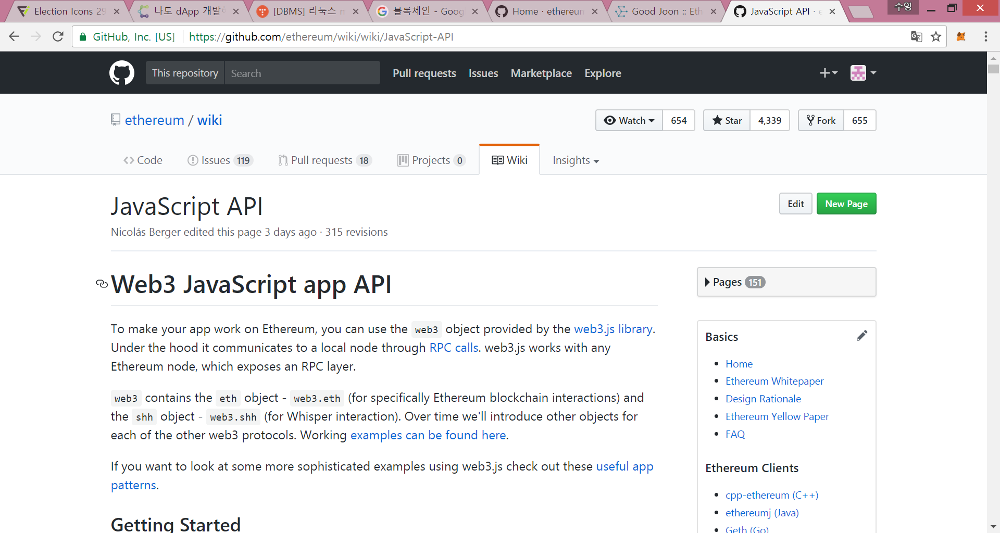 Election Icons 29
나도 dApp 개발
[DBMS] 리눅스 m
블록체인 - Goog
Home · ethereum
Good Joon :: Eth
JavaScript API · e
수영
GitHub, Inc. [US]
https://github.com/ethereum/wiki/wiki/JavaScript-API
This repository
Search
Pull requests
Issues
Marketplace
Explore
ethereum / wiki
Watch 654
Star 4,339
Fork 655
Code
Issues 119
Pull requests 18
Projects 0
Wiki
Insights
JavaScript API
Edit
New Page
Nicolás Berger edited this page 3 days ago · 315 revisions
Web3 JavaScript app API
To make your app work on Ethereum, you can use the web3 object provided by the web3.js library.
Under the hood it communicates to a local node through RPC calls. web3.js works with any
Ethereum node, which exposes an RPC layer.
web3 contains the eth object - web3.eth (for specifically Ethereum blockchain interactions) and
the shh object - web3.shh (for Whisper interaction). Over time we'll introduce other objects for
each of the other web3 protocols. Working examples can be found here.
If you want to look at some more sophisticated examples using web3.js check out these useful app
patterns.
Getting Started
Pages 151
Basics
Home
Ethereum Whitepaper
Design Rationale
Ethereum Yellow Paper
FAQ
Ethereum Clients
cpp-ethereum (C++)
ethereumj (Java)
Geth (Go)